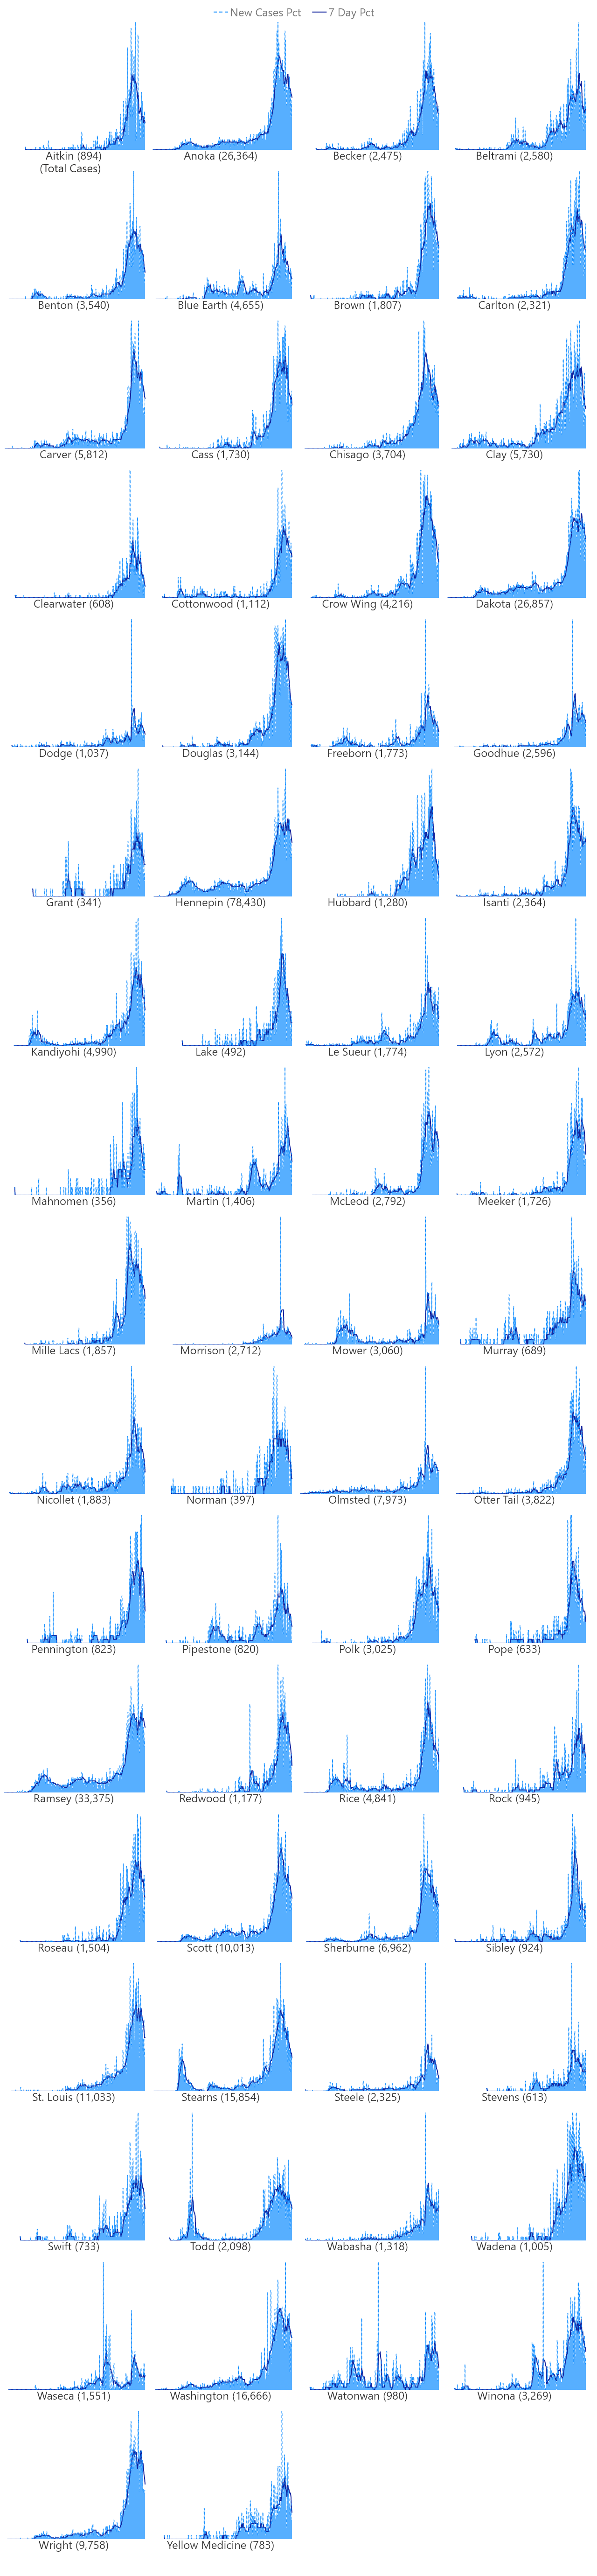 New Cases Pct 7 Day Pct
Aitkin (894) Anoka (26,364) Becker (2,475) Beltrami (2,580)
(Total Cases)
Benton (3,540) Blue Earth (4,655) Brown (1,807) Carlton (2,321)
Carver (5,812) Cass (1,730) Chisago (3,704) Clay (5,730)
Clearwater (608) Cottonwood (1,112) Crow Wing (4,216) Dakota (26,857)
Dodge (1,037) Douglas (3,144) Freeborn (1,773) Goodhue (2,596)
Grant (341) Hennepin (78,430) Hubbard (1,280) Isanti (2,364)
Kandiyohi (4,990) Lake (492) Le Sueur (1,774) Lyon (2,572)
Mahnomen (356) Martin (1,406) McLeod (2,792) Meeker (1,726)
Mille Lacs (1,857) Morrison (2,712) Mower (3,060) Murray (689)
Nicollet (1,883) Norman (397) Olmsted (7,973) Otter Tail (3,822)
Pennington (823) Pipestone (820) Polk (3,025) Pope (633)
Ramsey (33,375) Redwood (1,177) Rice (4,841) Rock (945)
Roseau (1,504) Scott (10,013) Sherburne (6,962) Sibley (924)
St. Louis (11,033) Stearns (15,854) Steele (2,325) Stevens (613)
Swift (733) Todd (2,098) Wabasha (1,318) Wadena (1,005)
Waseca (1,551) Washington (16,666) Watonwan (980) Winona (3,269)
Wright (9,758) Yellow Medicine (783)